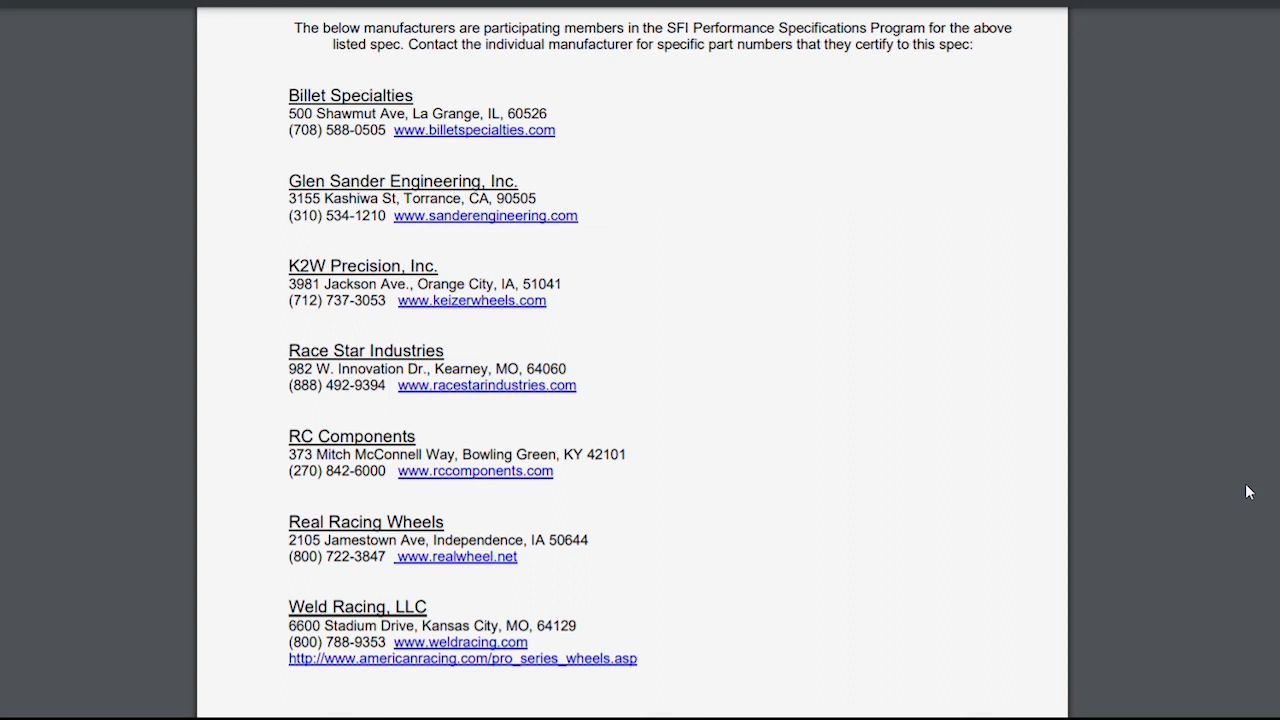 The below manufacturers are participating members in the SFI Performance Specifications Program for the above
listed spec. Contact the individual manufacturer for specific part numbers that they certify to this spec:
Billet Specialties
500 Shawmut Ave, La Grange, IL, 60526
(708) 588-0505 www.billetspecialties.com
Glen Sander Engineering, Inc.
3155 Kashiwa St, Torrance, CA, 90505
(310) 534-1210 www.sanderengineering.com
K2W Precision, Inc.
3981 Jackson Ave., Orange City, IA, 51041
(712) 737-3053 www.keizerwheels.com
Race Star Industries
982 W. Innovation Dr., Kearney, MO, 64060
(888) 492-9394 www.racestarindustries.com
RC Components
373 Mitch McConnell Way, Bowling Green, KY 42101
(270) 842-6000 www.rccomponents.com
Real Racing Wheels
2105 Jamestown Ave, Independence, IA 50644
(800) 722-3847 www.realwheel.net
Weld Racing, LLC
6600 Stadium Drive, Kansas City, MO, 64129
(800) 788-9353 www.weldracing.com
http://www.americanracing.com/pro_series_wheels.asp